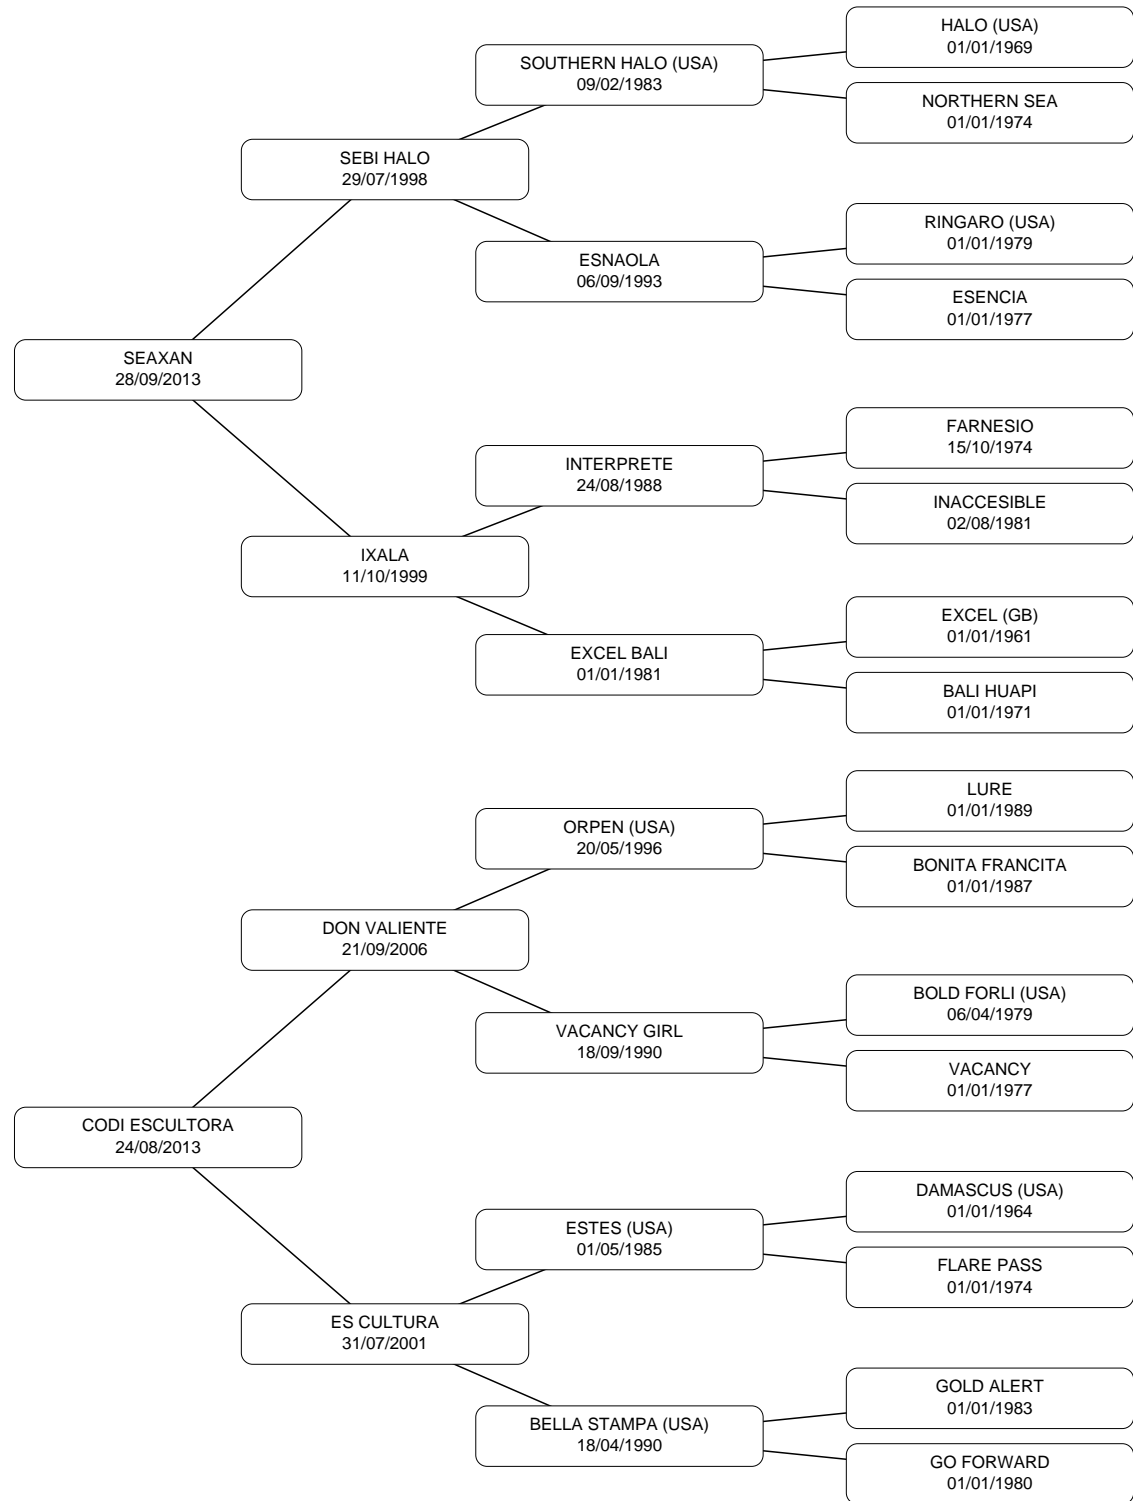 HALO (USA)
01/01/1969
SOUTHERN HALO (USA)
09/02/1983
NORTHERN SEA
01/01/1974
SEBI HALO
29/07/1998
RINGARO (USA)
01/01/1979
ESNAOLA
06/09/1993
ESENCIA
01/01/1977
SEAXAN
28/09/2013
FARNESIO
15/10/1974
INTERPRETE
24/08/1988
INACCESIBLE
02/08/1981
IXALA
11/10/1999
EXCEL (GB)
01/01/1961
EXCEL BALI
01/01/1981
BALI HUAPI
01/01/1971
LURE
01/01/1989
ORPEN (USA)
20/05/1996
BONITA FRANCITA
01/01/1987
DON VALIENTE
21/09/2006
BOLD FORLI (USA)
06/04/1979
VACANCY GIRL
18/09/1990
VACANCY
01/01/1977
CODI ESCULTORA
24/08/2013
DAMASCUS (USA)
01/01/1964
ESTES (USA)
01/05/1985
FLARE PASS
01/01/1974
ES CULTURA
31/07/2001
GOLD ALERT
01/01/1983
BELLA STAMPA (USA)
18/04/1990
GO FORWARD
01/01/1980